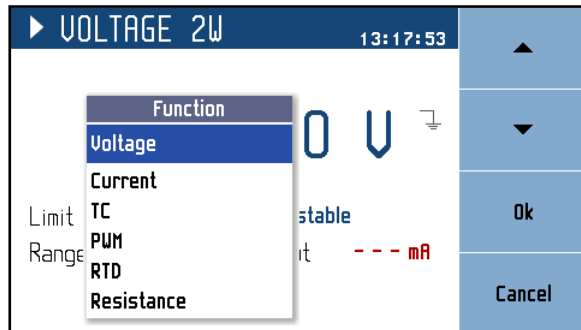 VOLTAGE 2W 13:17:53
Function
0 V
Voltage
Current
TC
PWM
RTD
Resistance
Limit
stable
Range
- - - mA
Ok
Cancel